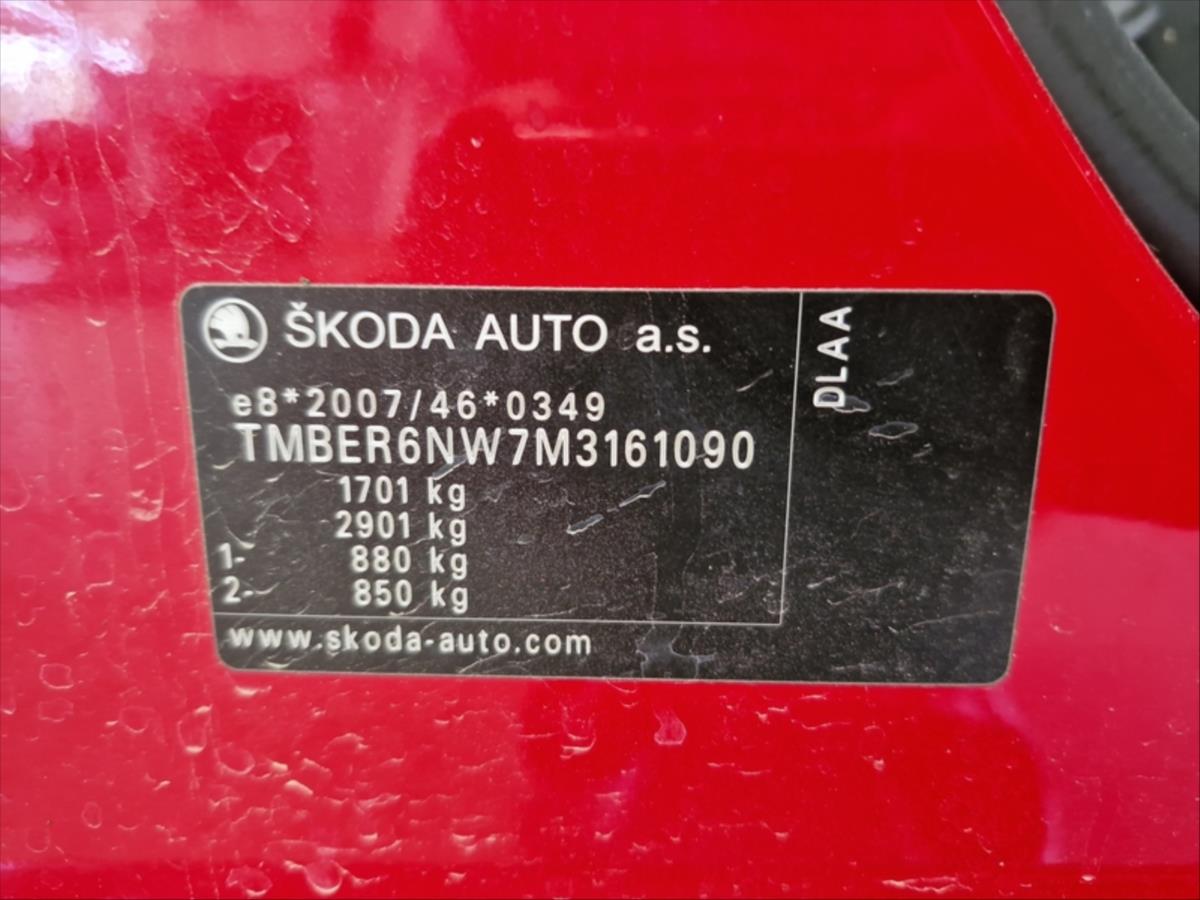 ŠKODA AUTO a.s.
DLAA
e8*2007/46*0349
TMBER6NW7M3161090
1701 kg
2901 kg
1- 880 kg
2- 850 kg
www.skoda-auto.com